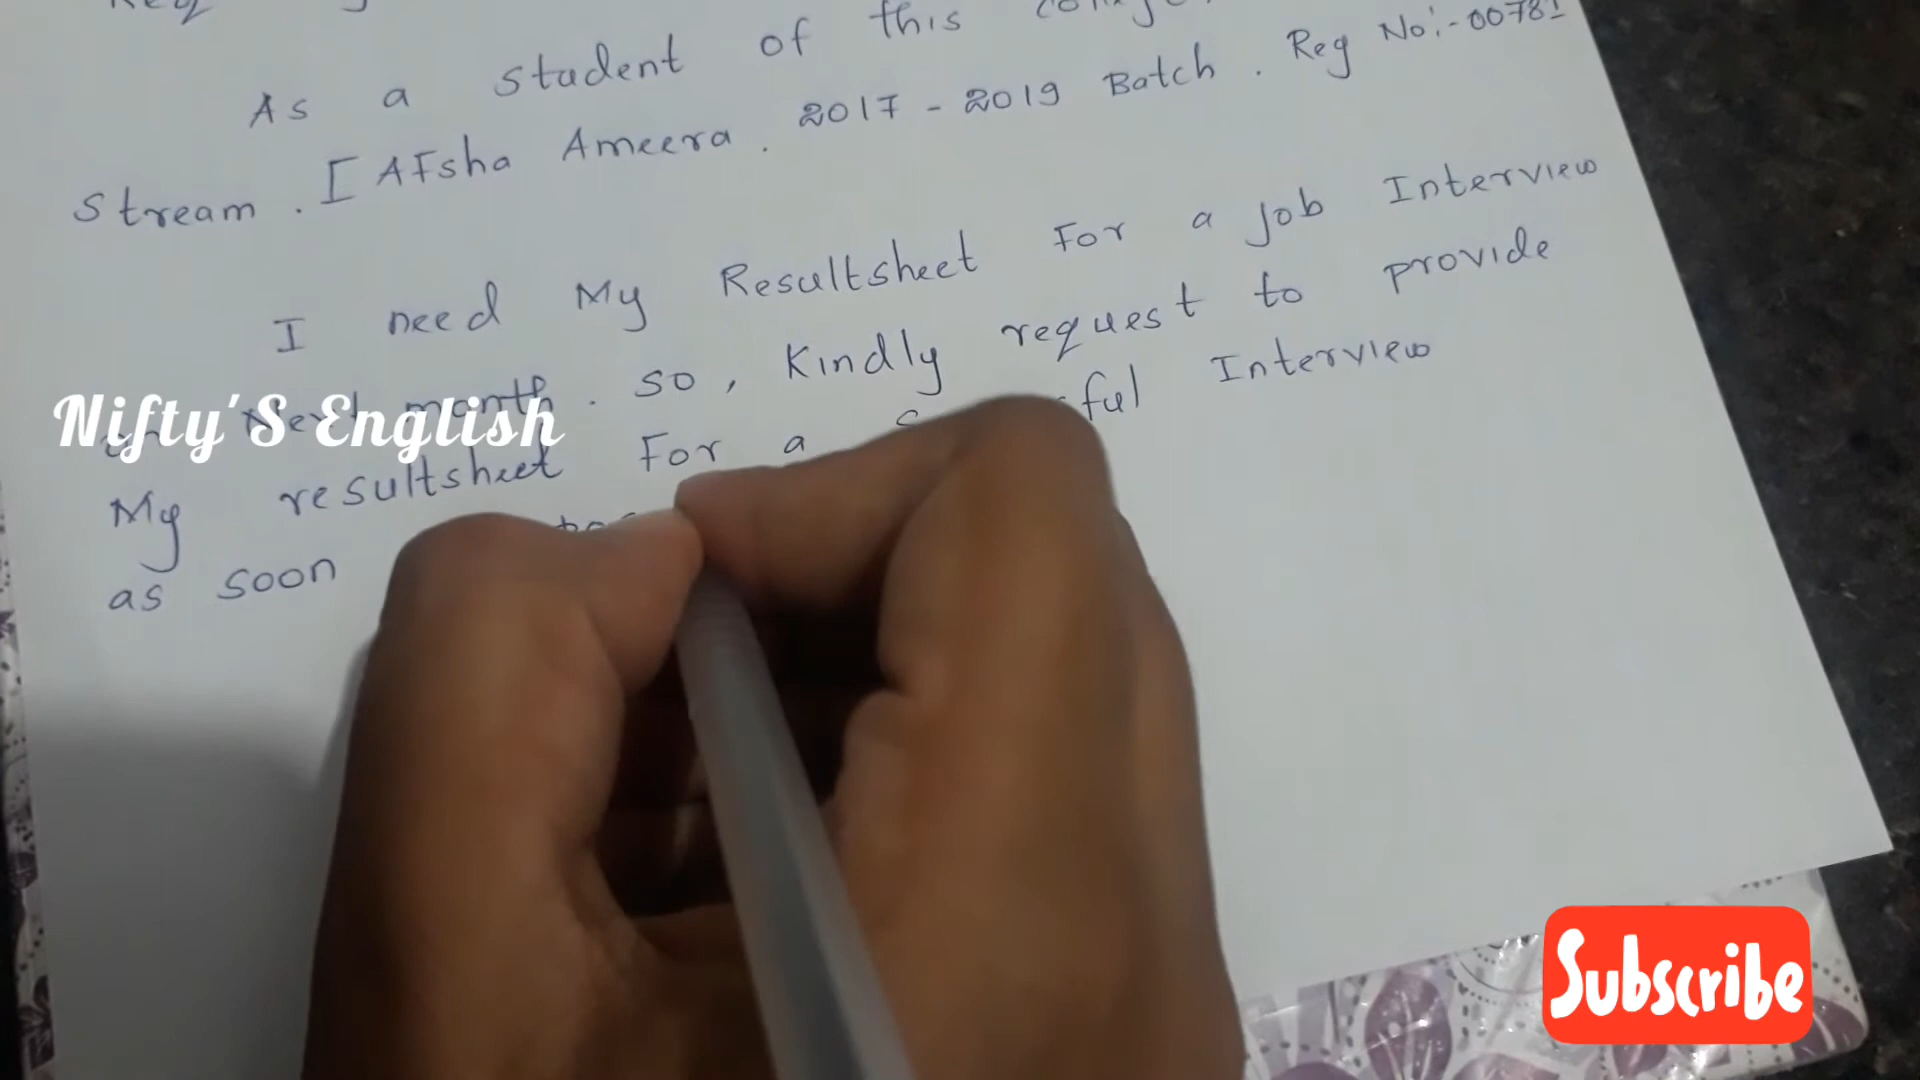 As a student of this
stream. [AFsha Ameera. 2017 - 2019 Batch. Reg No:- 00781
I need My Resultsheet For a job Interview
Next month. so, Kindly request to provide
My resultsheet For a ful Interview
as soon
Nifty'S English
Subscribe